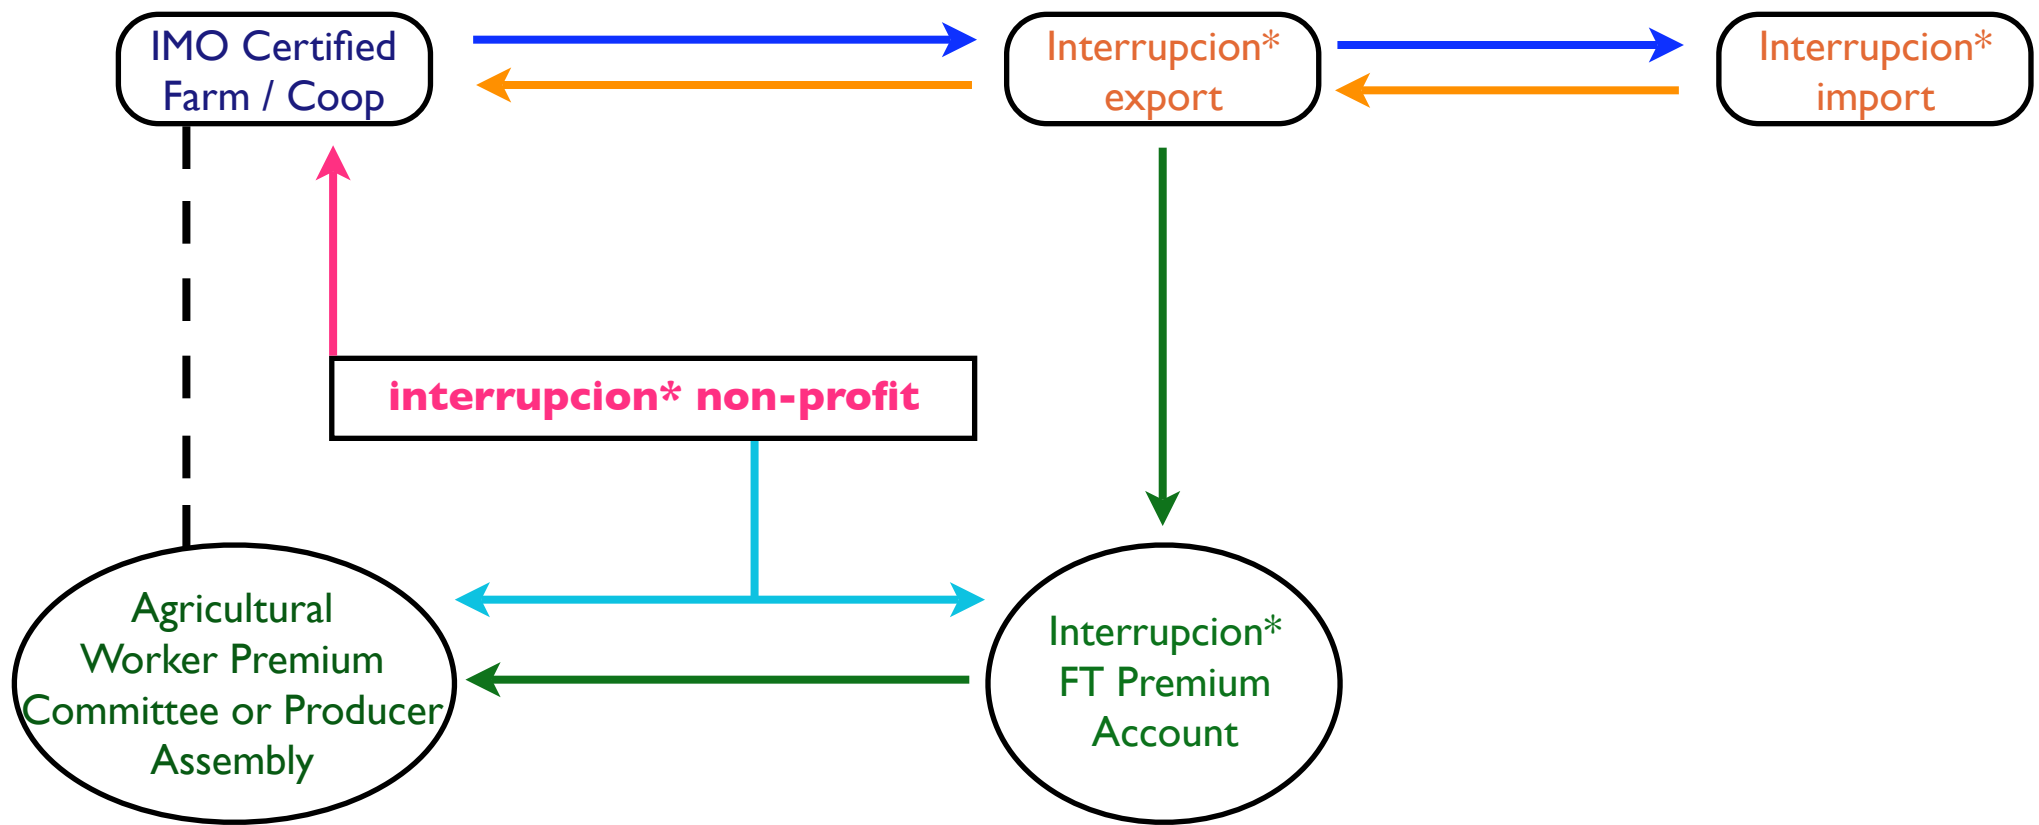 IMO Certified
Farm / Coop
Interrupcion*
export
Interrupcion*
import
interrupcion* non-profit
Agricultural
Worker Premium
Committee or Producer
Assembly
Interrupcion*
FT Premium
Account